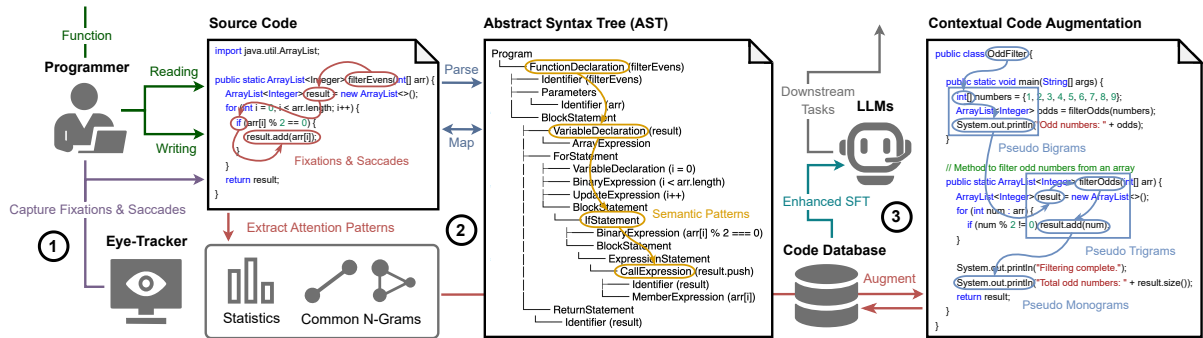 Function
Programmer
Reading
Writing
Capture Fixations & Saccades
1
Eye-Tracker
Source Code
import java.util.ArrayList;
public static ArrayList<Integer> filterEvens(int[] arr) {
ArrayList<Integer> result = new ArrayList<>();
for (int i = 0; i < arr.length; i++) {
if (arr[i] % 2 == 0) {
result.add(arr[i]);
}
}
return result;
}
Fixations & Saccades
Extract Attention Patterns
2
Statistics
Common N-Grams
Parse
Map
Abstract Syntax Tree (AST)
Program
FunctionDeclaration (filterEvens)
Identifier (filterEvens)
Parameters
Identifier (arr)
BlockStatement
VariableDeclaration (result)
ArrayExpression
ForStatement
VariableDeclaration (i = 0)
BinaryExpression (i < arr.length)
UpdateExpression (i++)
BlockStatement
IfStatement
Semantic Patterns
BinaryExpression (arr[i] % 2 === 0)
BlockStatement
ExpressionStatement
CallExpression (result.push)
Identifier (result)
MemberExpression (arr[i])
ReturnStatement
Identifier (result)
Downstream
Tasks
LLMs
Enhanced SFT
3
Code Database
Augment
Contextual Code Augmentation
public class OddFilter {
public static void main(String[] args) {
int[] numbers = {1, 2, 3, 4, 5, 6, 7, 8, 9};
ArrayList<Integer> odds = filterOdds(numbers);
System.out.println("Odd numbers: " + odds);
}
Pseudo Bigrams
// Method to filter odd numbers from an array
public static ArrayList<Integer> filterOdds(int[] arr) {
ArrayList<Integer> result = new ArrayList<>();
for (int num : arr) {
if (num % 2 != 0) result.add(num);
}
Pseudo Trigrams
System.out.println("Filtering complete.");
System.out.println("Total odd numbers: " + result.size());
return result;
}
Pseudo Monograms
}